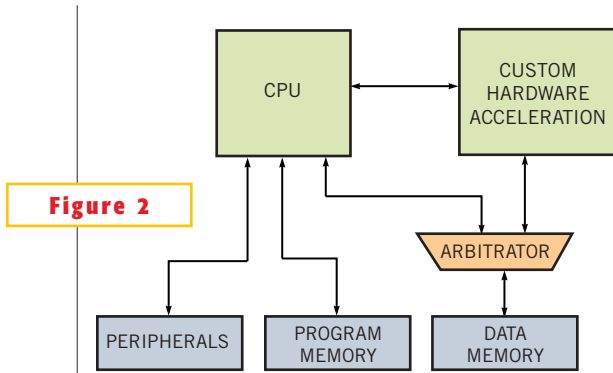 CPU
CUSTOM
HARDWARE
ACCELERATION
Figure 2
ARBITRATOR
PERIPHERALS
PROGRAM
MEMORY
DATA
MEMORY